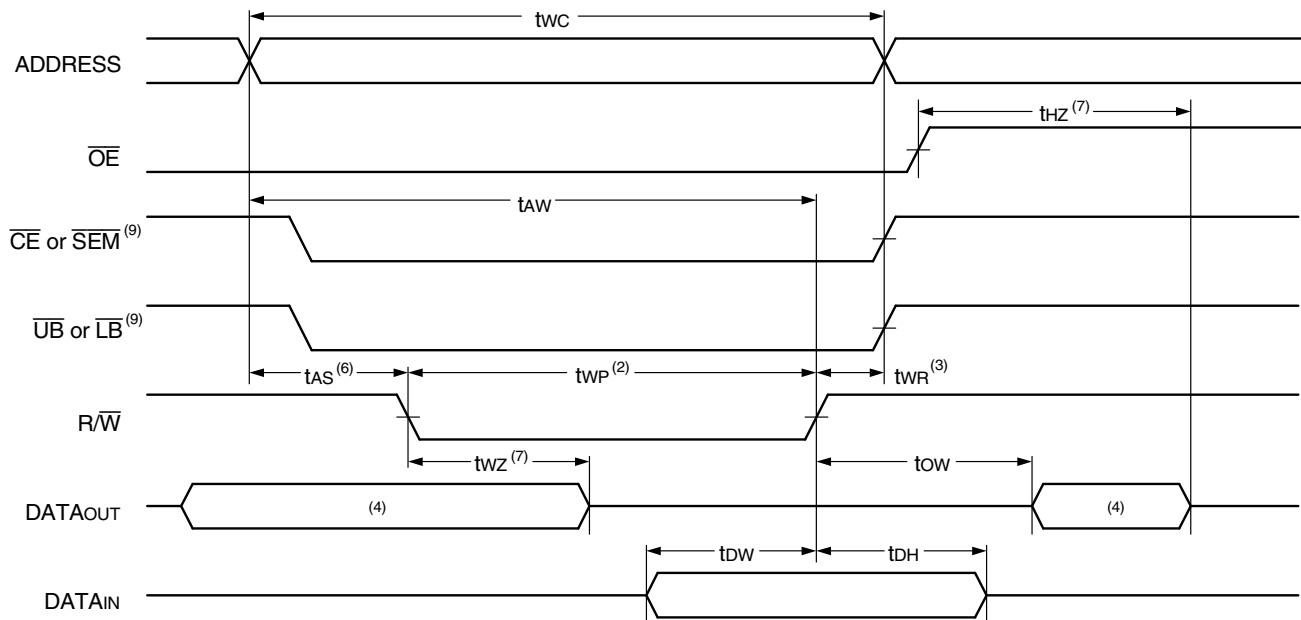 tWC
ADDRESS
tHZ (7)
OE
tAW
CE or SEM (9)
UB or LB (9)
tAS (6) tWP (2) tWR (3)
R/W
tWZ (7) tOW
DATAOUT (4) (4)
tDW tDH
DATAIN